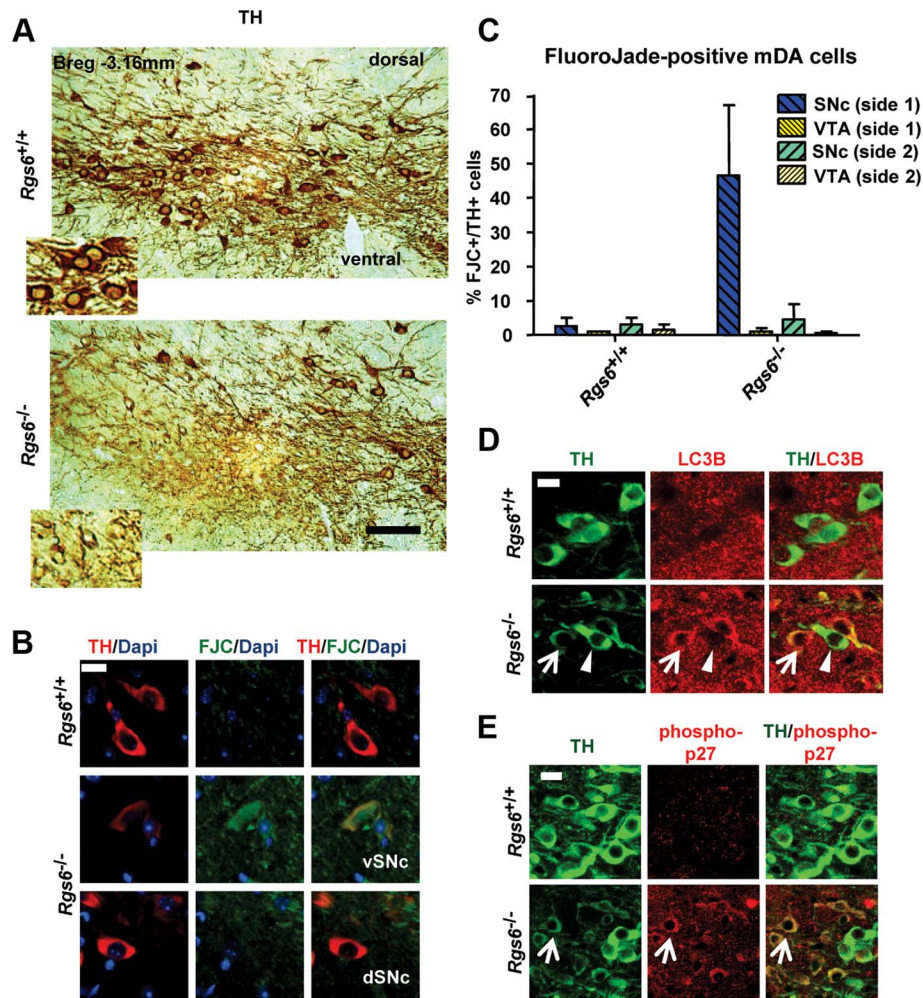 A
TH
Breg -3.16mm
dorsal
Rgs6+/+
ventral
Rgs6-/-
B
TH/Dapi
FJC/Dapi
TH/FJC/Dapi
Rgs6+/+
Rgs6-/-
vSNc
dSNc
C
FluoroJade-positive mDA cells
% FJC+/TH+ cells
70
60
50
40
30
20
10
0
SNc (side 1)
VTA (side 1)
SNc (side 2)
VTA (side 2)
Rgs6+/+
Rgs6-/-
D
TH
LC3B
TH/LC3B
Rgs6+/+
Rgs6-/-
E
TH
phospho-
p27
TH/phospho-
p27
Rgs6+/+
Rgs6-/-